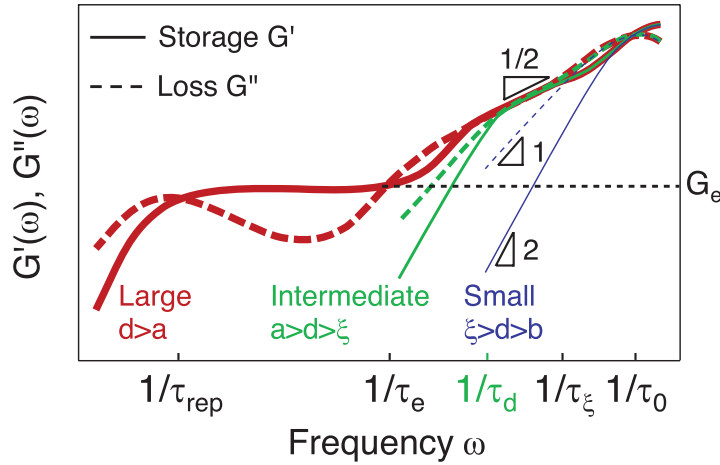 Storage G'
Loss G"
1/2
1
G_e
2
G'(ω), G"(ω)
Large
d>a
Intermediate
a>d>ξ
Small
ξ>d>b
1/τ_rep
1/τ_e
1/τ_d
1/τ_ξ
1/τ_0
Frequency ω